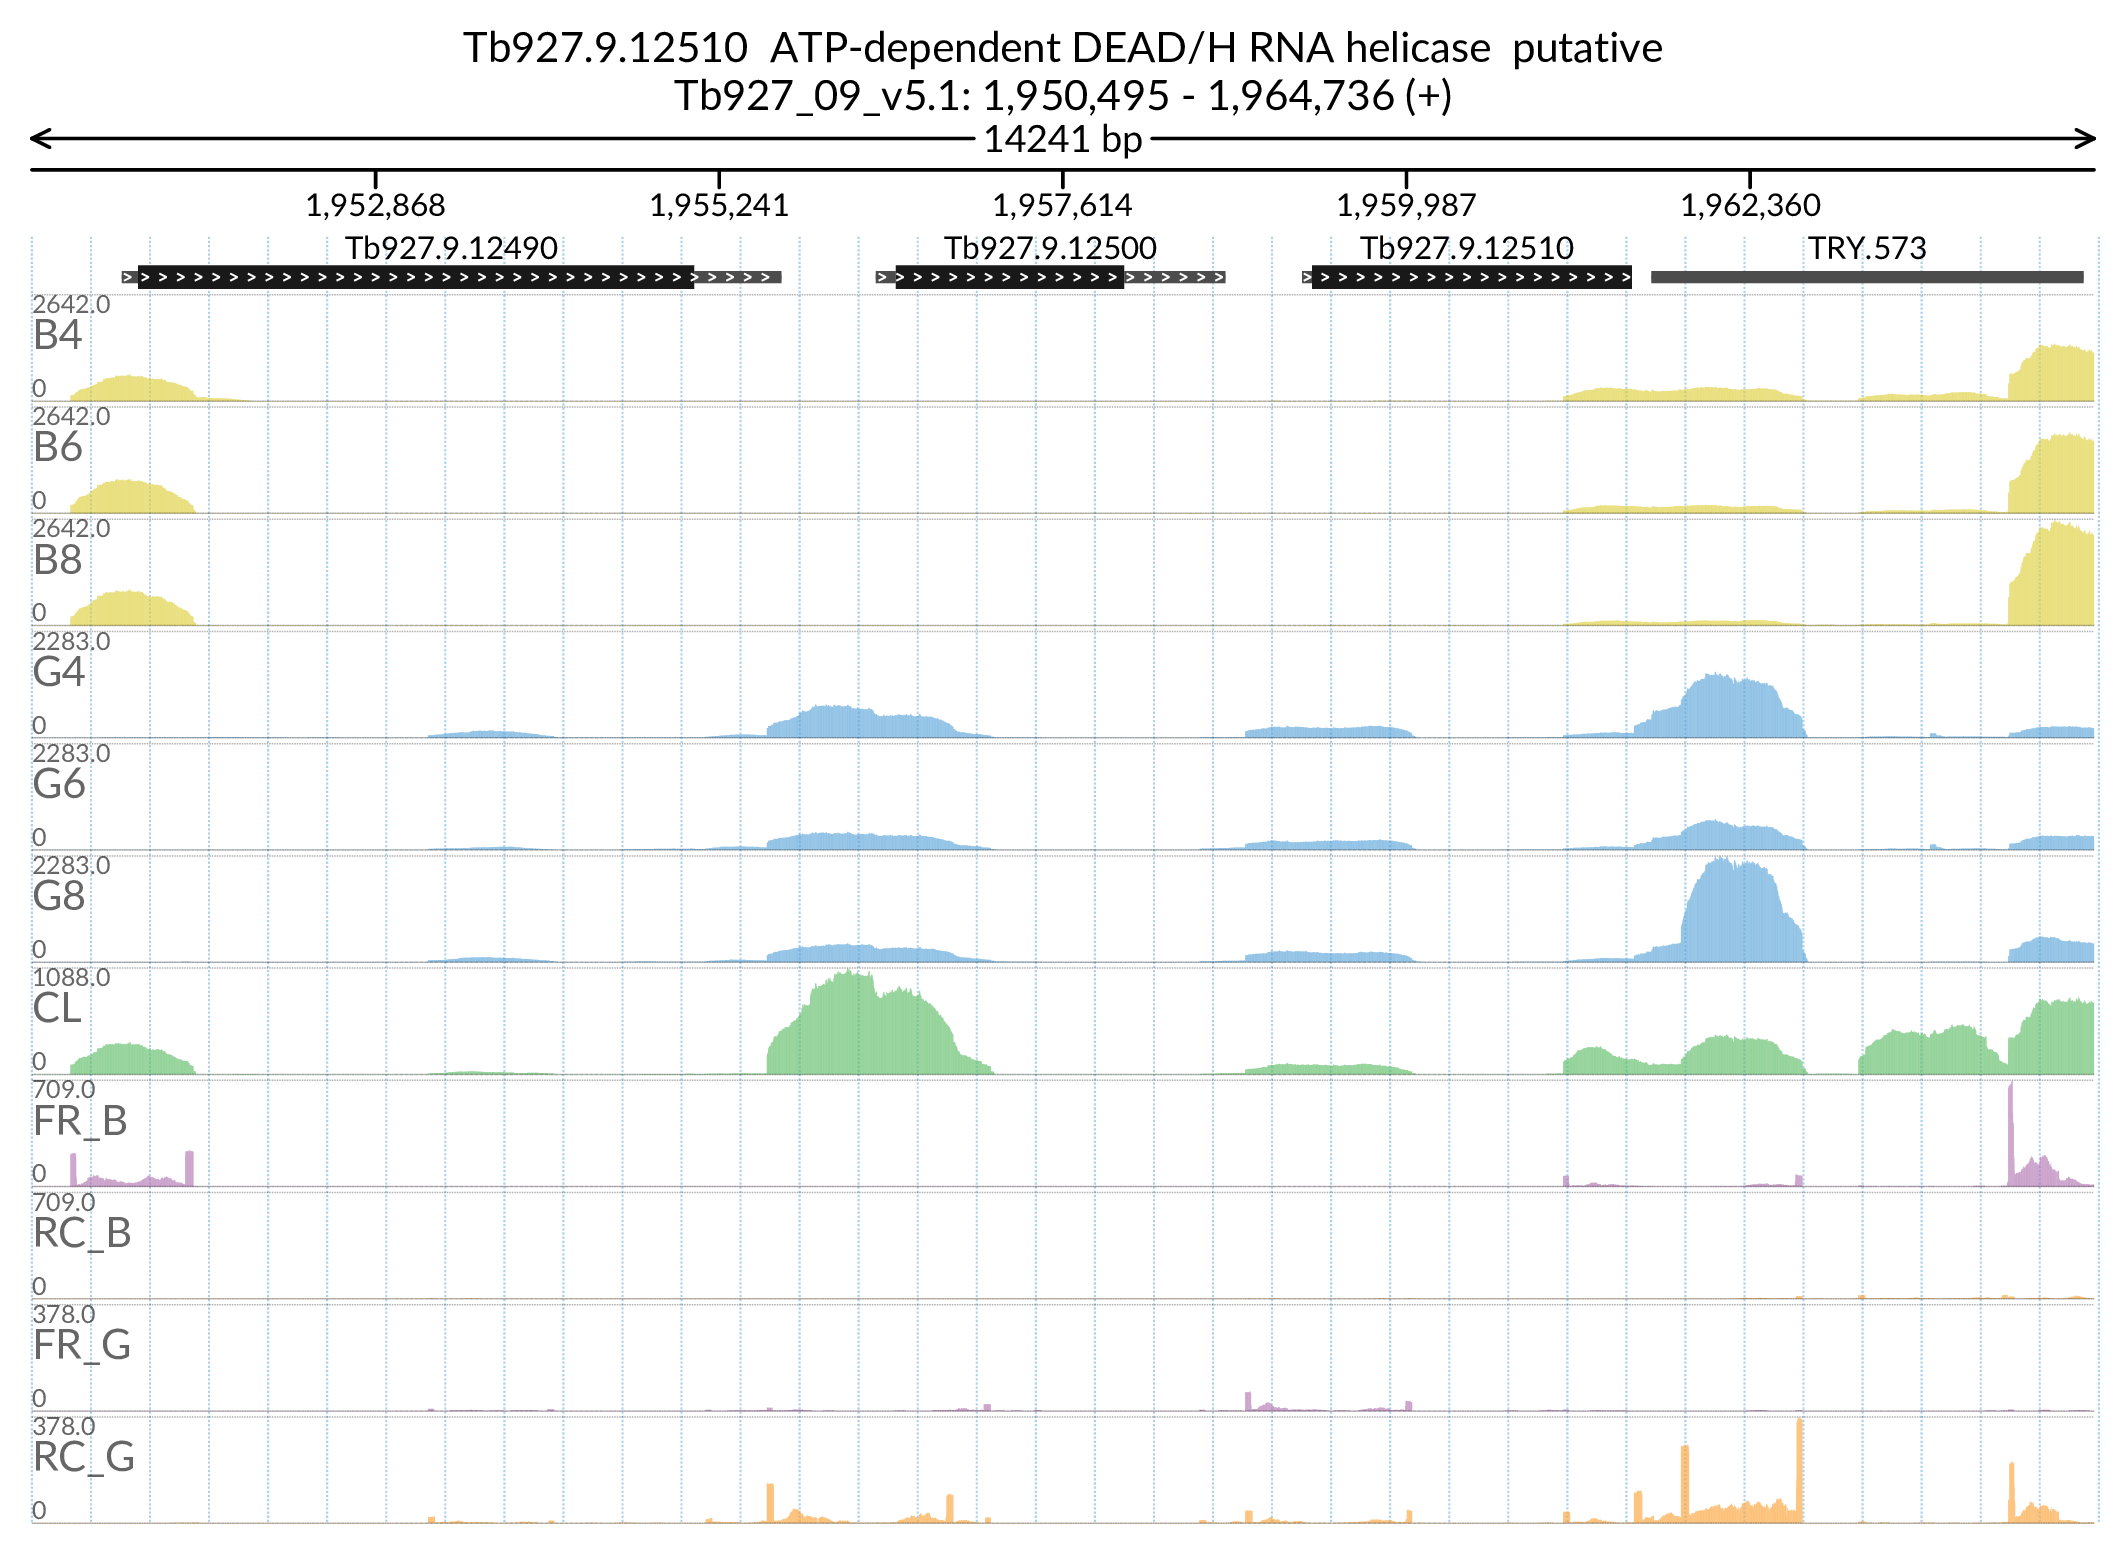 Tb927.9.12510 ATP-dependent DEAD/H RNA helicase putative
Tb927_09_v5.1: 1,950,495 - 1,964,736 (+)
14241 bp
1,952,868 1,955,241 1,957,614 1,959,987 1,962,360
Tb927.9.12490 Tb927.9.12500 Tb927.9.12510 TRY.573
2642.0
B4
0
2642.0
B6
0
2642.0
B8
0
2283.0
G4
0
2283.0
G6
0
2283.0
G8
0
1088.0
CL
0
709.0
FR_B
0
709.0
RC_B
0
378.0
FR_G
0
378.0
RC_G
0